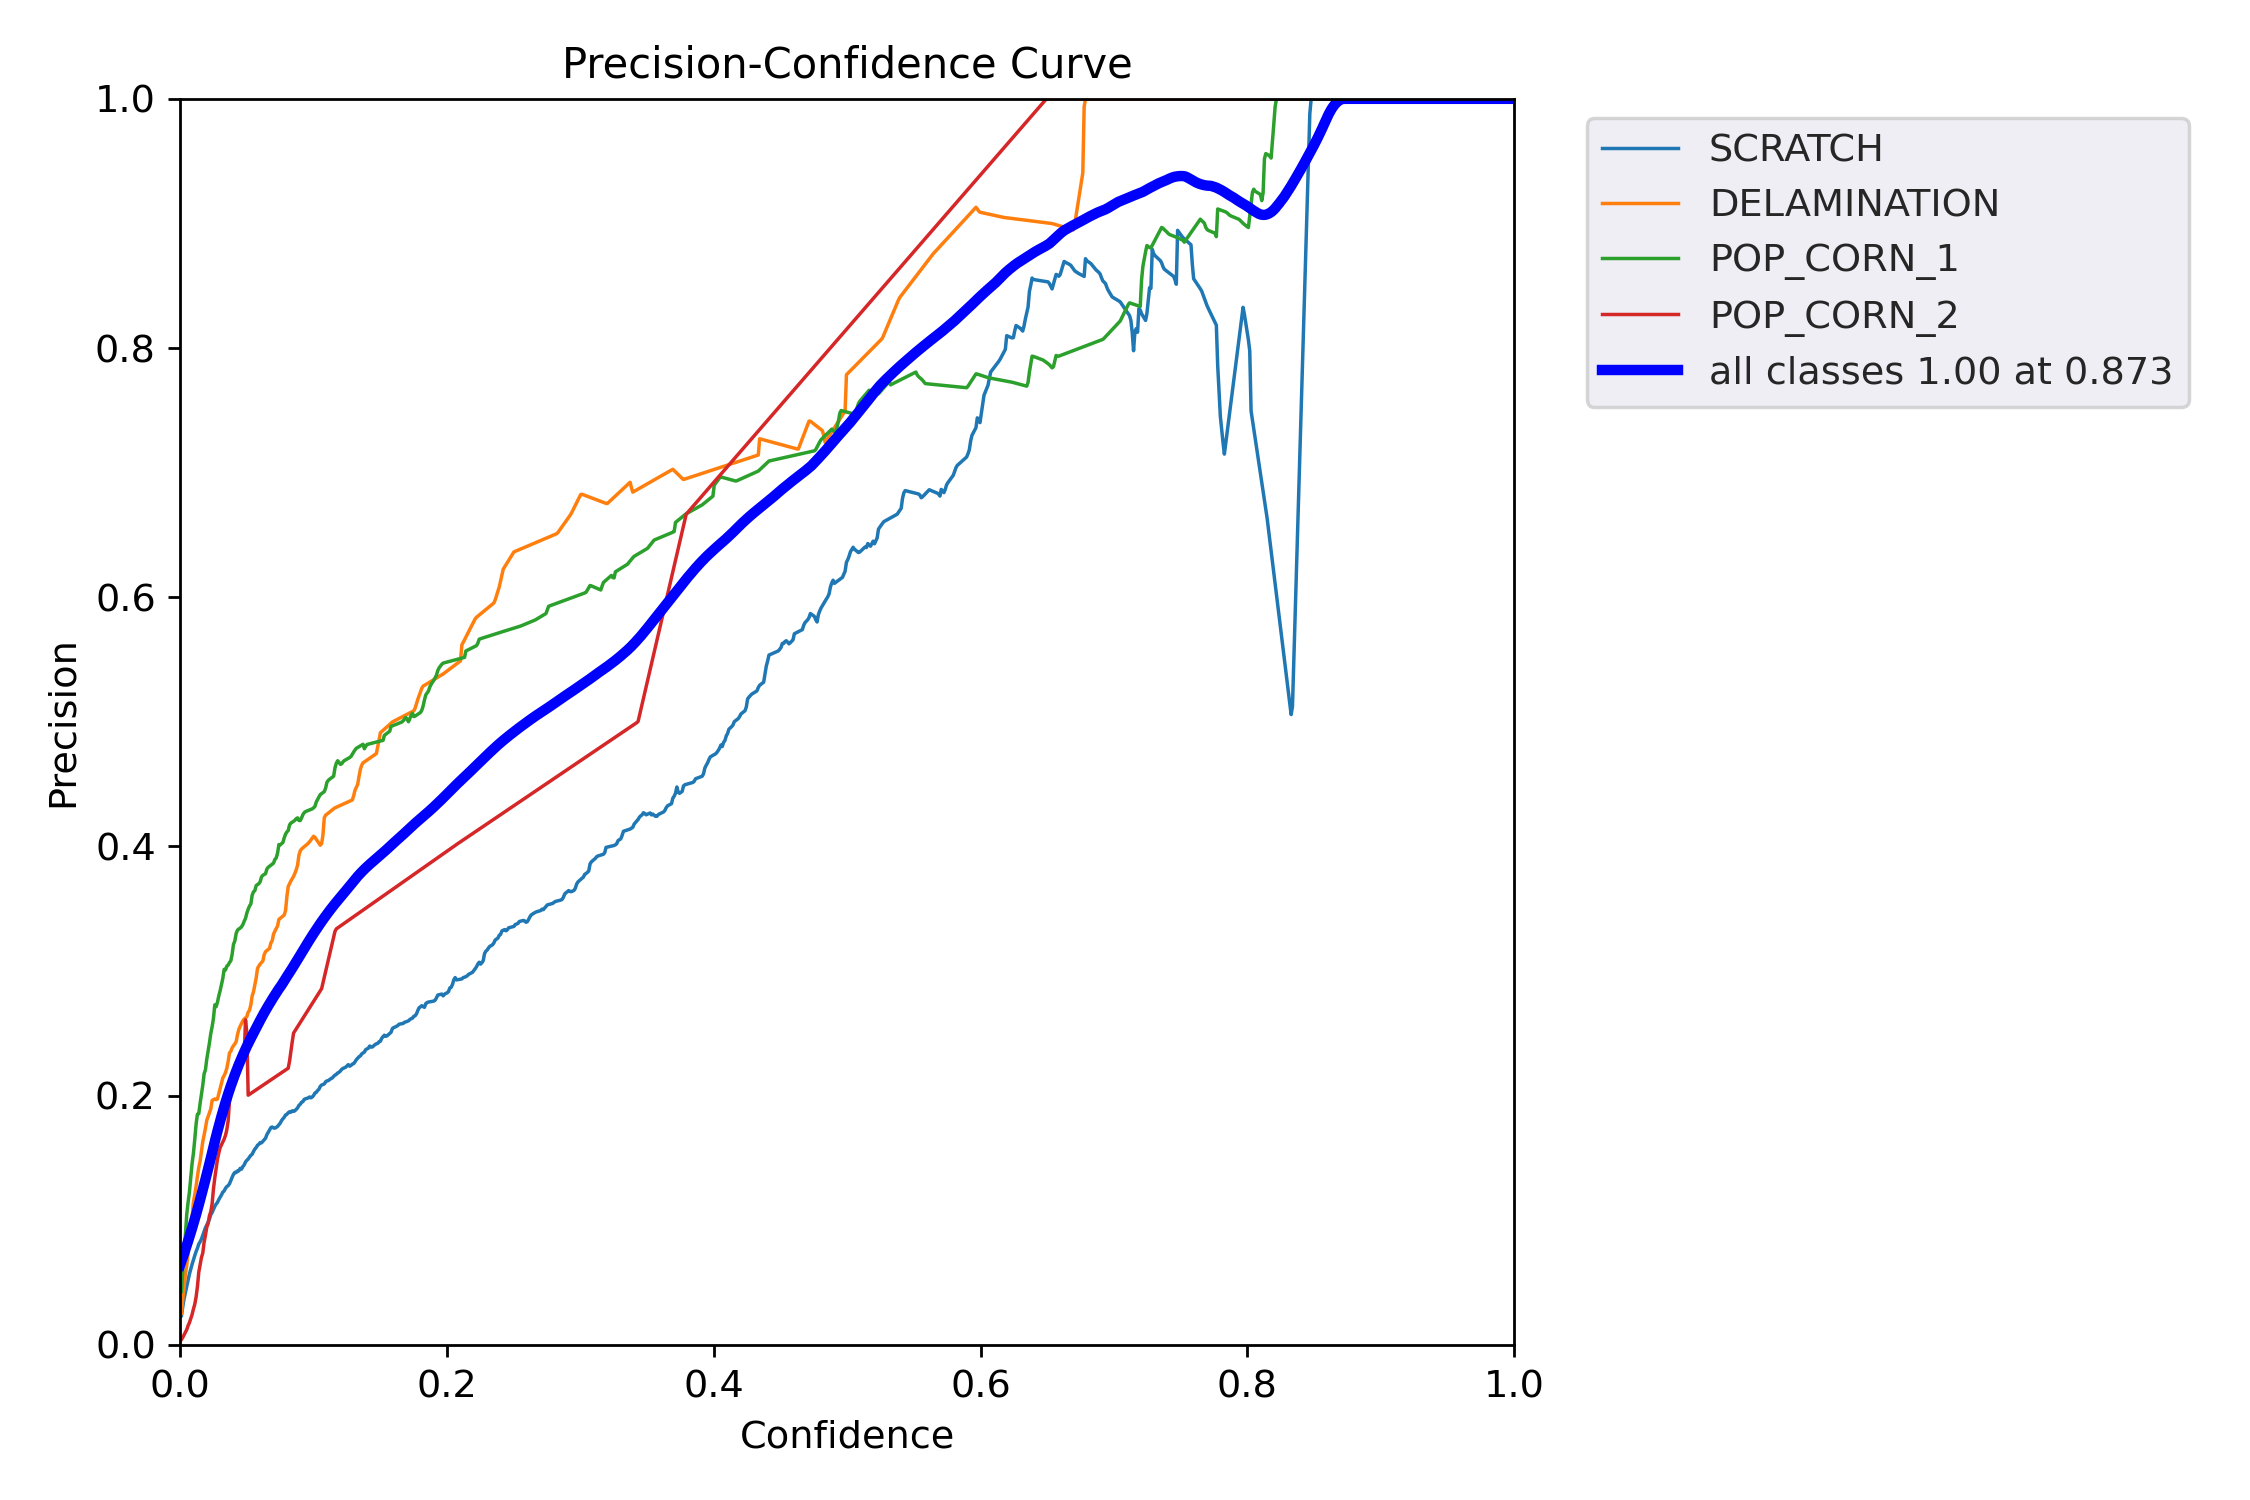 Precision-Confidence Curve
1.0
0.8
0.6
0.4
0.2
0.0
Precision
0.0 0.2 0.4 0.6 0.8 1.0
Confidence
SCRATCH
DELAMINATION
POP_CORN_1
POP_CORN_2
all classes 1.00 at 0.873